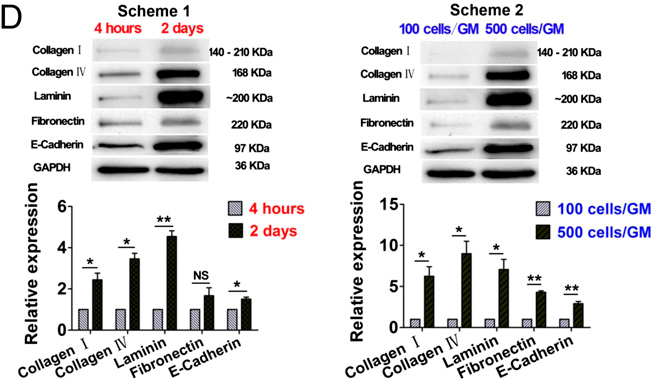 D
Scheme 1
4 hours 2 days
Collagen Ⅰ 140 - 210 KDa
Collagen Ⅳ 168 KDa
Laminin ~200 KDa
Fibronectin 220 KDa
E-Cadherin 97 KDa
GAPDH 36 KDa
Relative expression
6
4
2
0
4 hours
2 days
* * ** NS *
Collagen Ⅰ
Collagen Ⅳ
Laminin
Fibronectin
E-Cadherin
Scheme 2
100 cells/GM 500 cells/GM
Collagen Ⅰ 140 - 210 KDa
Collagen Ⅳ 168 KDa
Laminin ~200 KDa
Fibronectin 220 KDa
E-Cadherin 97 KDa
GAPDH 36 KDa
Relative expression
15
10
5
0
100 cells/GM
500 cells/GM
* * * ** **
Collagen Ⅰ
Collagen Ⅳ
Laminin
Fibronectin
E-Cadherin